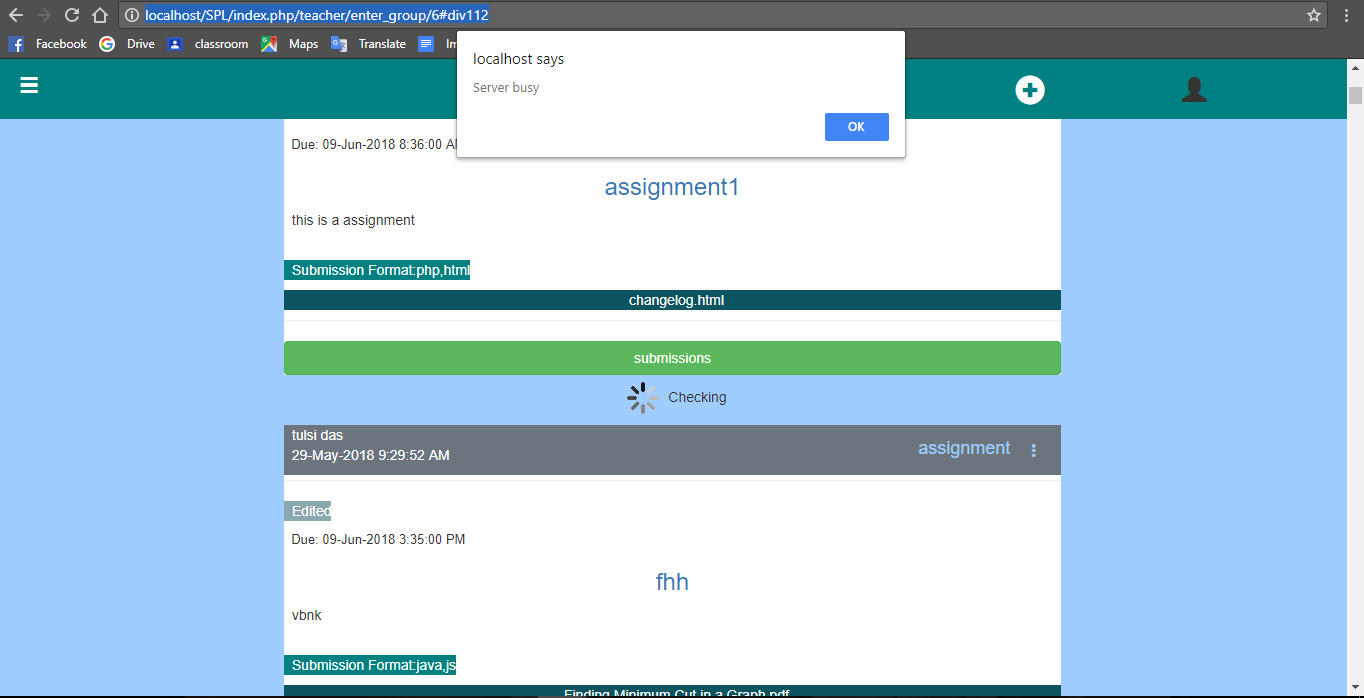 localhost/SPL/index.php/teacher/enter_group/6#div112
Facebook Drive classroom Maps Translate
localhost says
Server busy
OK
Due: 09-Jun-2018 8:36:00
assignment1
this is a assignment
Submission Format:php,html
changelog.html
submissions
Checking
tulsi das
29-May-2018 9:29:52 AM
assignment
Edited
Due: 09-Jun-2018 3:35:00 PM
fhh
vbnk
Submission Format:java,js
Finding Minimum Cut in a Graph.pdf